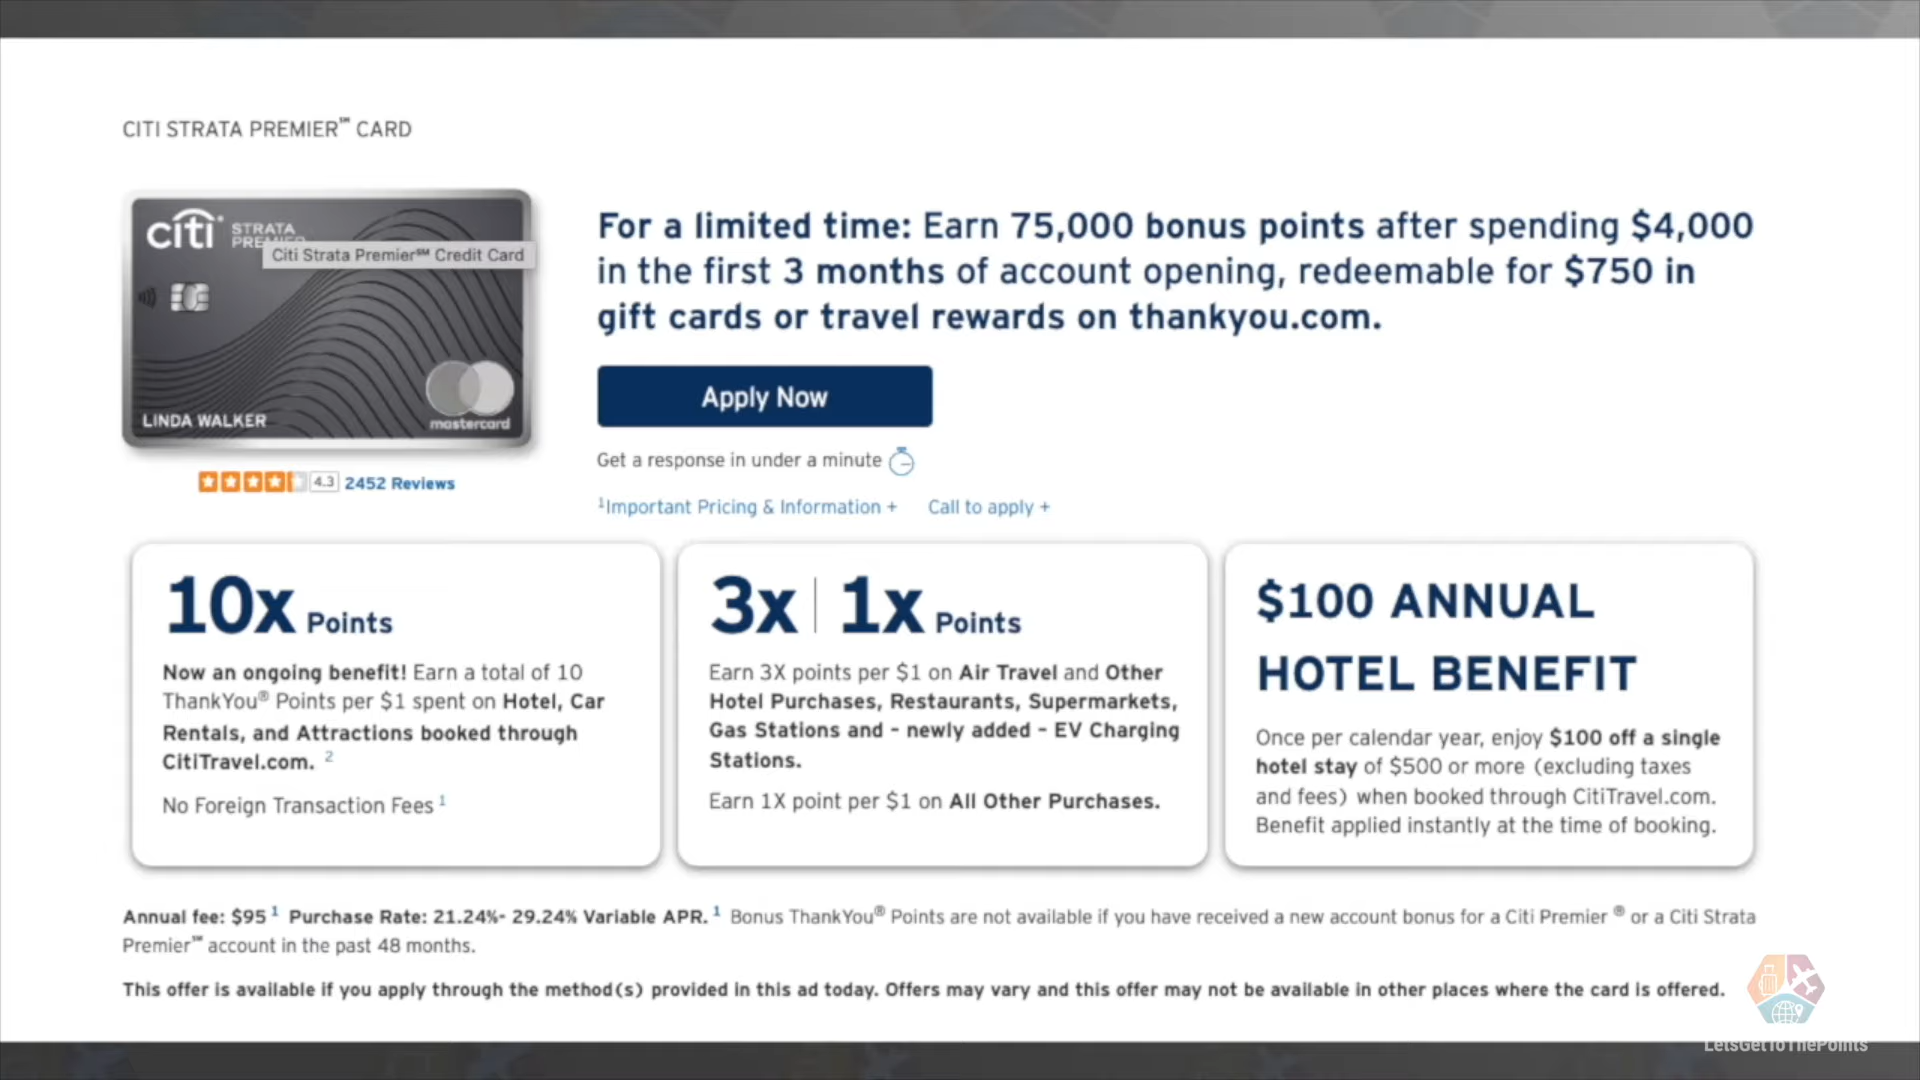 CITI STRATA PREMIER℠ CARD
citi STRATA
Citi Strata Premier℠ Credit Card
LINDA WALKER
mastercard
4.3 2452 Reviews
For a limited time: Earn 75,000 bonus points after spending $4,000
in the first 3 months of account opening, redeemable for $750 in
gift cards or travel rewards on thankyou.com.
Apply Now
Get a response in under a minute
¹Important Pricing & Information + Call to apply +
10x Points
Now an ongoing benefit! Earn a total of 10
ThankYou® Points per $1 spent on Hotel, Car
Rentals, and Attractions booked through
CitiTravel.com. ²
No Foreign Transaction Fees ¹
3x | 1x Points
Earn 3X points per $1 on Air Travel and Other
Hotel Purchases, Restaurants, Supermarkets,
Gas Stations and - newly added - EV Charging
Stations.
Earn 1X point per $1 on All Other Purchases.
$100 ANNUAL
HOTEL BENEFIT
Once per calendar year, enjoy $100 off a single
hotel stay of $500 or more (excluding taxes
and fees) when booked through CitiTravel.com.
Benefit applied instantly at the time of booking.
Annual fee: $95 ¹ Purchase Rate: 21.24%- 29.24% Variable APR. ¹ Bonus ThankYou® Points are not available if you have received a new account bonus for a Citi Premier ® or a Citi Strata
Premier℠ account in the past 48 months.
This offer is available if you apply through the method(s) provided in this ad today. Offers may vary and this offer may not be available in other places where the card is offered.
LetsGetToThePoints